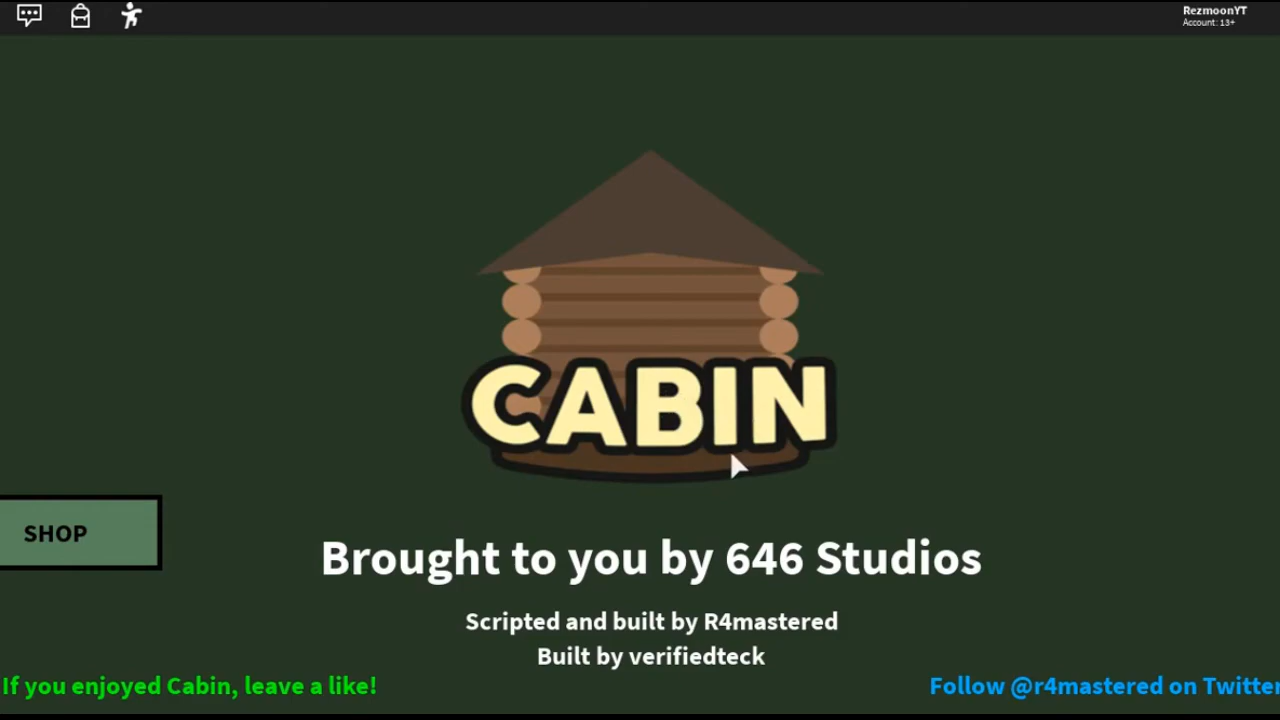 RezmoonYT
Account: 13+
CABIN
SHOP
Brought to you by 646 Studios
Scripted and built by R4mastered
Built by verifiedteck
If you enjoyed Cabin, leave a like!
Follow @r4mastered on Twitter